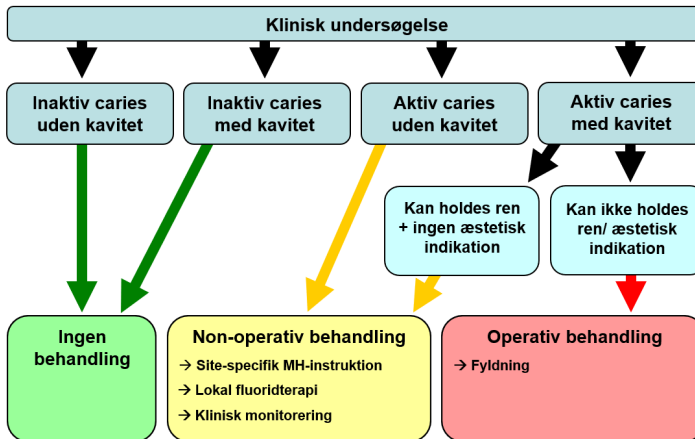 Klinisk undersøgelse
Inaktiv caries
uden kavitet
Inaktiv caries
med kavitet
Aktiv caries
uden kavitet
Aktiv caries
med kavitet
Kan holdes ren
+ ingen æstetisk
indikation
Kan ikke holdes
ren/ æstetisk
indikation
Ingen
behandling
Non-operativ behandling
→ Site-specifik MH-instruktion
→ Lokal fluoridterapi
→ Klinisk monitorering
Operativ behandling
→ Fyldning